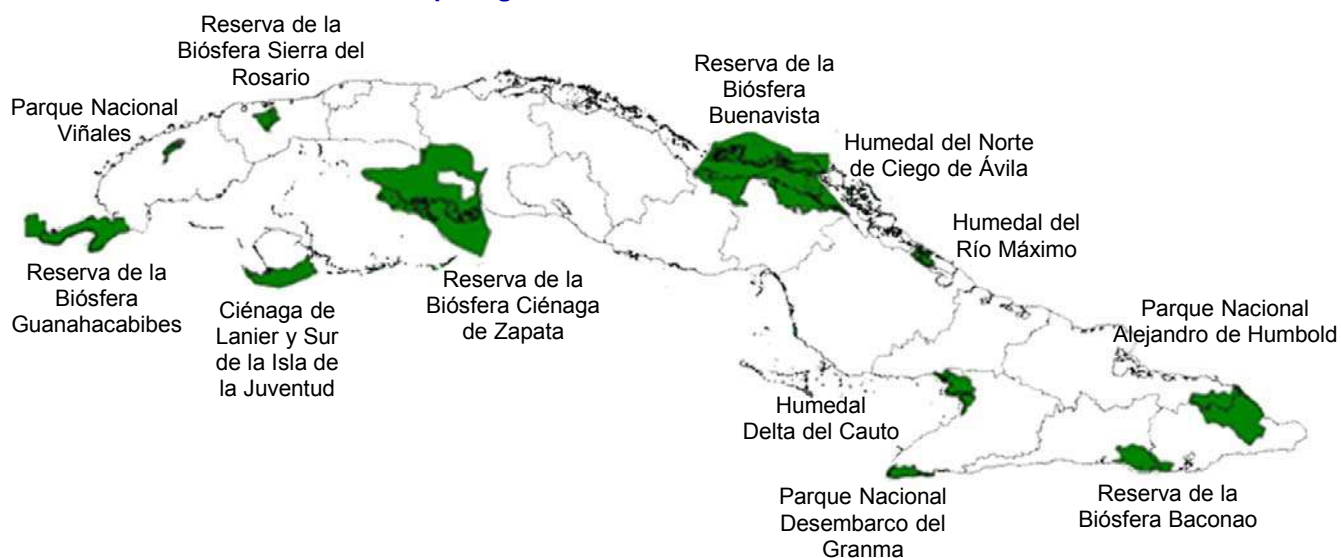 Reserva de la
Biósfera Sierra del
Rosario
Parque Nacional
Viñales
Reserva de la
Biósfera
Buenavista
Humedal del Norte
de Ciego de Ávila
Humedal del
Río Máximo
Reserva de la
Biósfera
Guanahacabibes
Ciénaga de
Lanier y Sur
de la Isla de
la Juventud
Reserva de la
Biósfera Ciénaga
de Zapata
Parque Nacional
Alejandro de Humbold
Humedal
Delta del Cauto
Parque Nacional
Desembarco del
Granma
Reserva de la
Biósfera Baconao